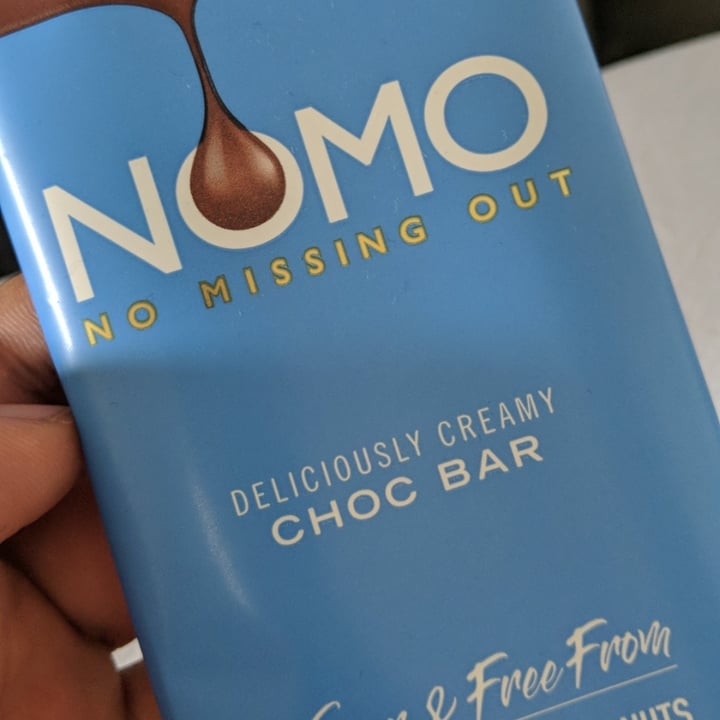 NOMO
NO MISSING OUT
DELICIOUSLY CREAMY
CHOC BAR
& Free From